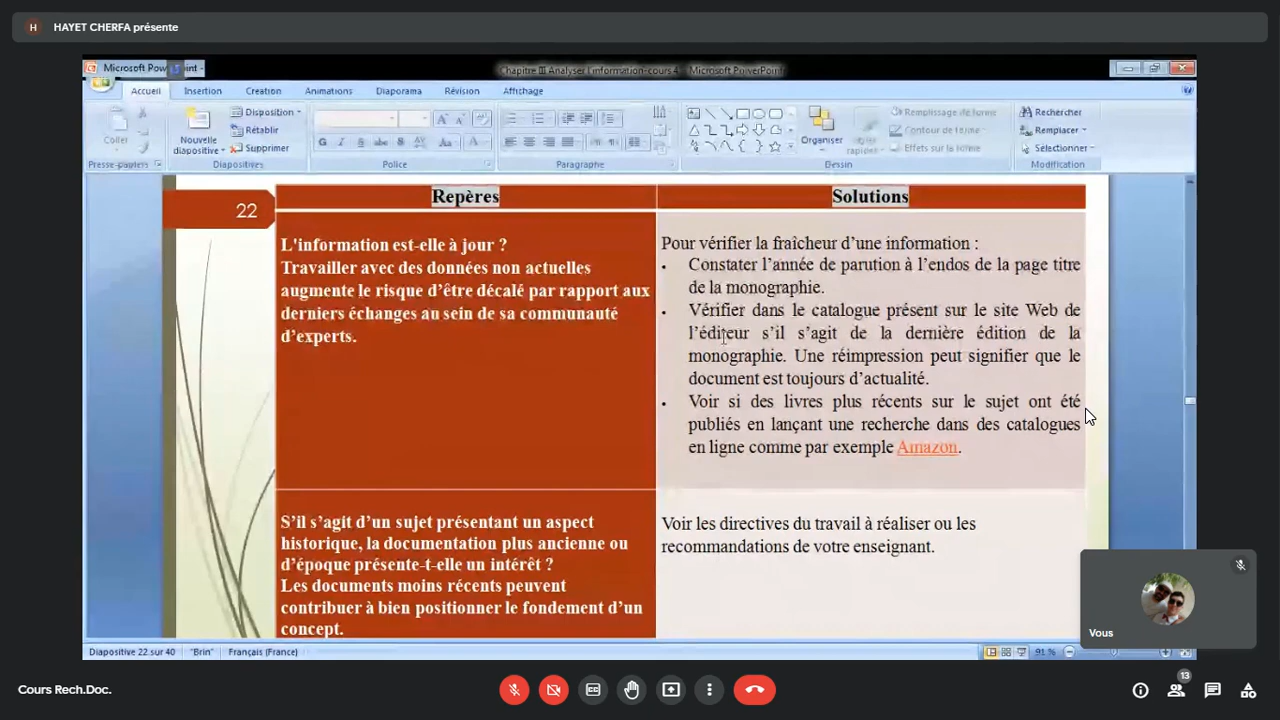 H HAYET CHERFA présente
Microsoft PowerPoint -
Chapitre III Analyser l'information-cours 4 - Microsoft PowerPoint
Accueil Insertion Création Animations Diaporama Révision Affichage
Coller
Presse-papiers
Nouvelle
diapositive
Disposition
Rétablir
Supprimer
Diapositives
G I S abc S AV Aa A
Police
Paragraphe
Organiser
Styles
rapides
Remplissage de forme
Contour de forme
Effets sur la forme
Dessin
Rechercher
Remplacer
Sélectionner
Modification
22
Repères
Solutions
L'information est-elle à jour ?
Travailler avec des données non actuelles
augmente le risque d’être décalé par rapport aux
derniers échanges au sein de sa communauté
d’experts.
Pour vérifier la fraîcheur d’une information :
• Constater l’année de parution à l’endos de la page titre
de la monographie.
• Vérifier dans le catalogue présent sur le site Web de
l’éditeur s’il s’agit de la dernière édition de la
monographie. Une réimpression peut signifier que le
document est toujours d’actualité.
• Voir si des livres plus récents sur le sujet ont été
publiés en lançant une recherche dans des catalogues
en ligne comme par exemple Amazon.
S’il s’agit d’un sujet présentant un aspect
historique, la documentation plus ancienne ou
d’époque présente-t-elle un intérêt ?
Les documents moins récents peuvent
contribuer à bien positionner le fondement d’un
concept.
Voir les directives du travail à réaliser ou les
recommandations de votre enseignant.
Diapositive 22 sur 40 "Brin" Français (France) 91 %
Vous
Cours Rech.Doc.
13